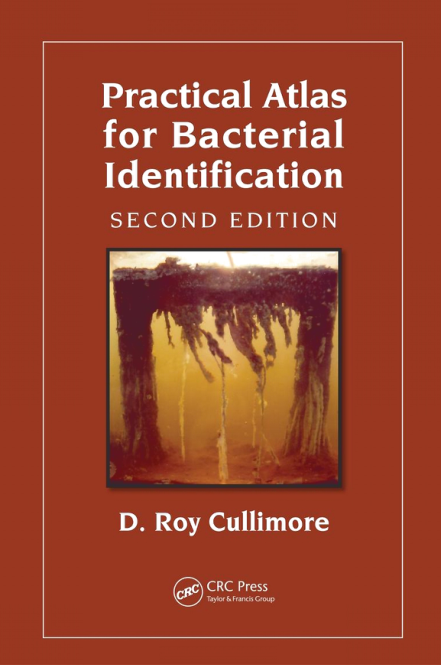 Practical Atlas
for Bacterial
Identification
SECOND EDITION
D. Roy Cullimore
CRC
CRC Press
Taylor & Francis Group